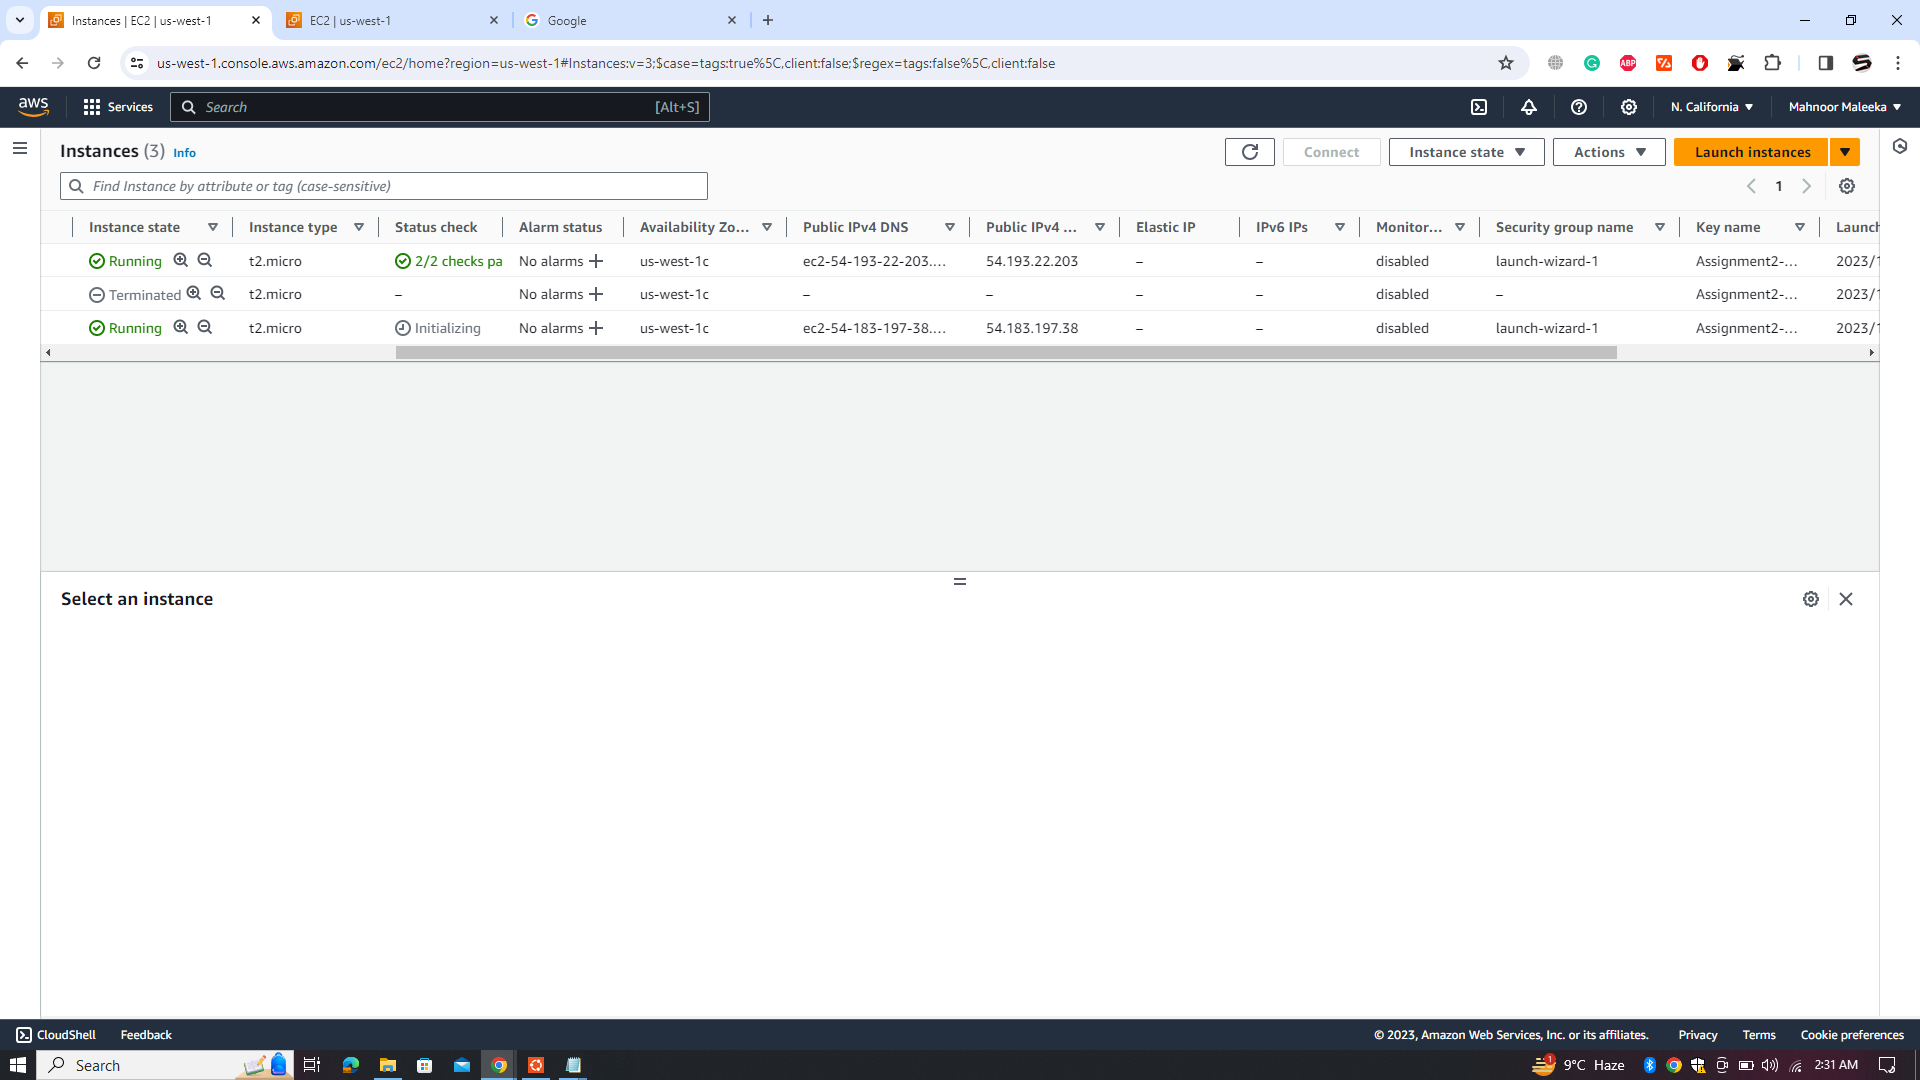 Instances | EC2 | us-west-1
EC2 | us-west-1
Google
us-west-1.console.aws.amazon.com/ec2/home?region=us-west-1#Instances:v=3;$case=tags:true%5C,client:false;$regex=tags:false%5C,client:false
ABP
aws
Services
Search
[Alt+S]
N. California
Mahnoor Maleeka
Instances (3) Info
Connect
Instance state
Actions
Launch instances
Find Instance by attribute or tag (case-sensitive)
1
Instance state Instance type Status check Alarm status Availability Zo... Public IPv4 DNS Public IPv4 ... Elastic IP IPv6 IPs Monitor... Security group name Key name Launch
Running t2.micro 2/2 checks pa No alarms + us-west-1c ec2-54-193-22-203.... 54.193.22.203 – – disabled launch-wizard-1 Assignment2-... 2023/1
Terminated t2.micro – No alarms + us-west-1c – – – – disabled – Assignment2-... 2023/1
Running t2.micro Initializing No alarms + us-west-1c ec2-54-183-197-38.... 54.183.197.38 – – disabled launch-wizard-1 Assignment2-... 2023/1
Select an instance
CloudShell Feedback
© 2023, Amazon Web Services, Inc. or its affiliates. Privacy Terms Cookie preferences
Search
1
9°C Haze
2:31 AM